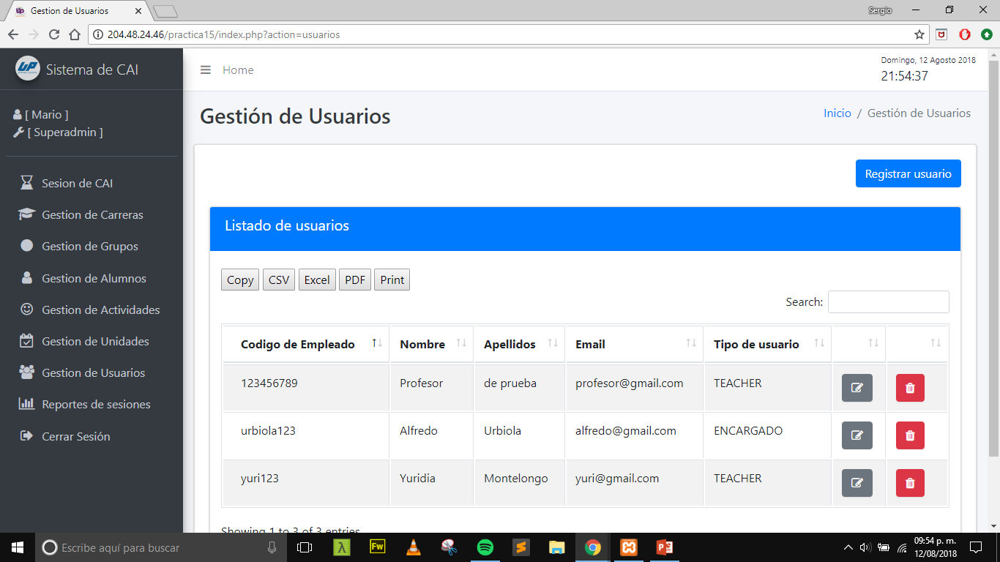 Gestion de Usuarios
Sergio
204.48.24.46/practica15/index.php?action=usuarios
Sistema de CAI
Home
Domingo, 12 Agosto 2018
21:54:37
[ Mario ]
[ Superadmin ]
Gestión de Usuarios
Inicio / Gestión de Usuarios
Sesion de CAI
Gestion de Carreras
Gestion de Grupos
Gestion de Alumnos
Gestion de Actividades
Gestion de Unidades
Gestion de Usuarios
Reportes de sesiones
Cerrar Sesión
Registrar usuario
Listado de usuarios
Copy CSV Excel PDF Print
Search:
Codigo de Empleado Nombre Apellidos Email Tipo de usuario
123456789 Profesor de prueba profesor@gmail.com TEACHER
urbiola123 Alfredo Urbiola alfredo@gmail.com ENCARGADO
yuri123 Yuridia Montelongo yuri@gmail.com TEACHER
Showing 1 to 3 of 3 entries
Escribe aquí para buscar
Fw
09:54 p. m.
12/08/2018